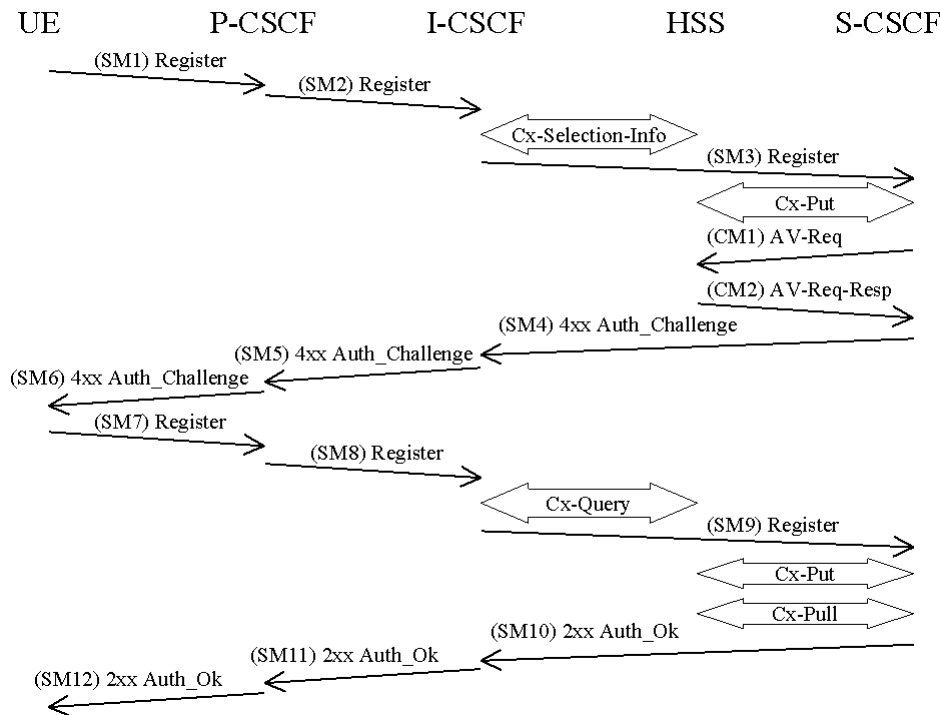 UE P-CSCF I-CSCF HSS S-CSCF
(SM1) Register
(SM2) Register
Cx-Selection-Info
(SM3) Register
Cx-Put
(CM1) AV-Req
(CM2) AV-Req-Resp
(SM4) 4xx Auth_Challenge
(SM5) 4xx Auth_Challenge
(SM6) 4xx Auth_Challenge
(SM7) Register
(SM8) Register
Cx-Query
(SM9) Register
Cx-Put
Cx-Pull
(SM10) 2xx Auth_Ok
(SM11) 2xx Auth_Ok
(SM12) 2xx Auth_Ok